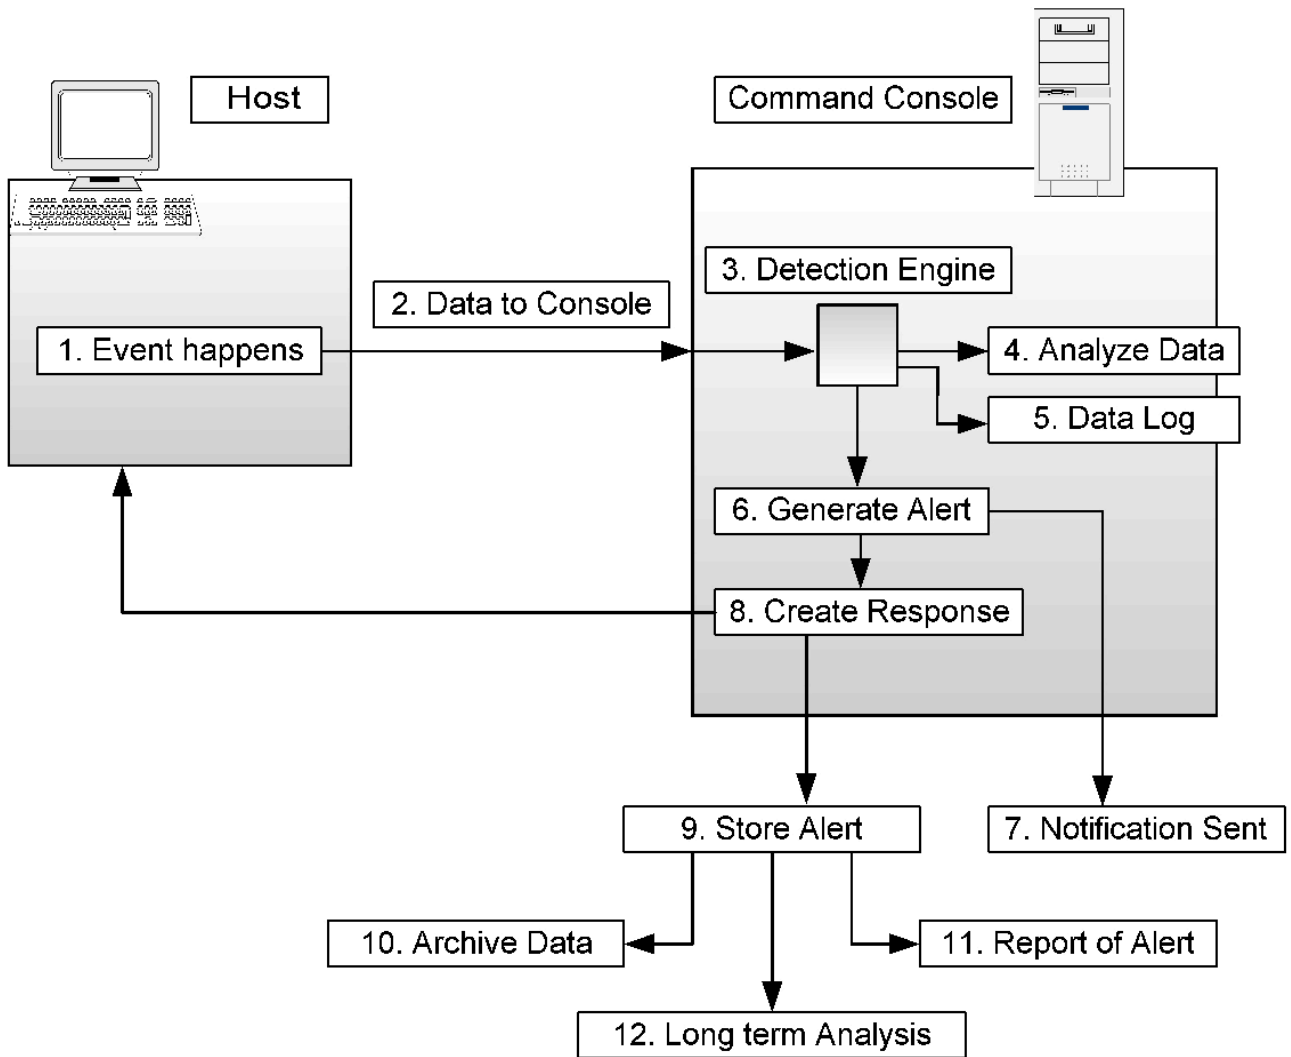 Host
Command Console
3. Detection Engine
2. Data to Console
1. Event happens
4. Analyze Data
5. Data Log
6. Generate Alert
8. Create Response
9. Store Alert
7. Notification Sent
10. Archive Data
11. Report of Alert
12. Long term Analysis